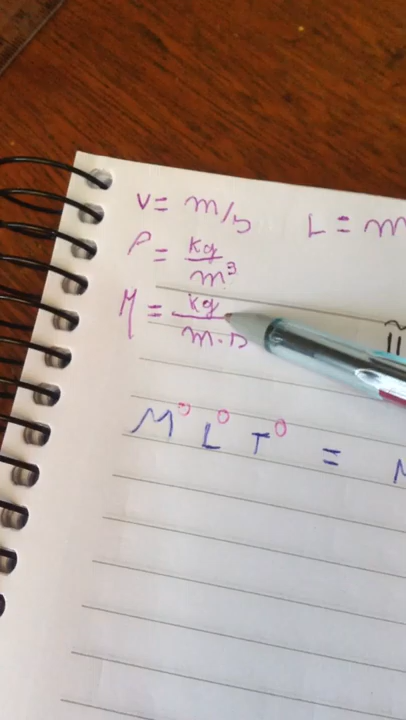 v = m/s L = m
ρ = kg/m³
η = kg/m.s
M⁰ L⁰ T⁰ =